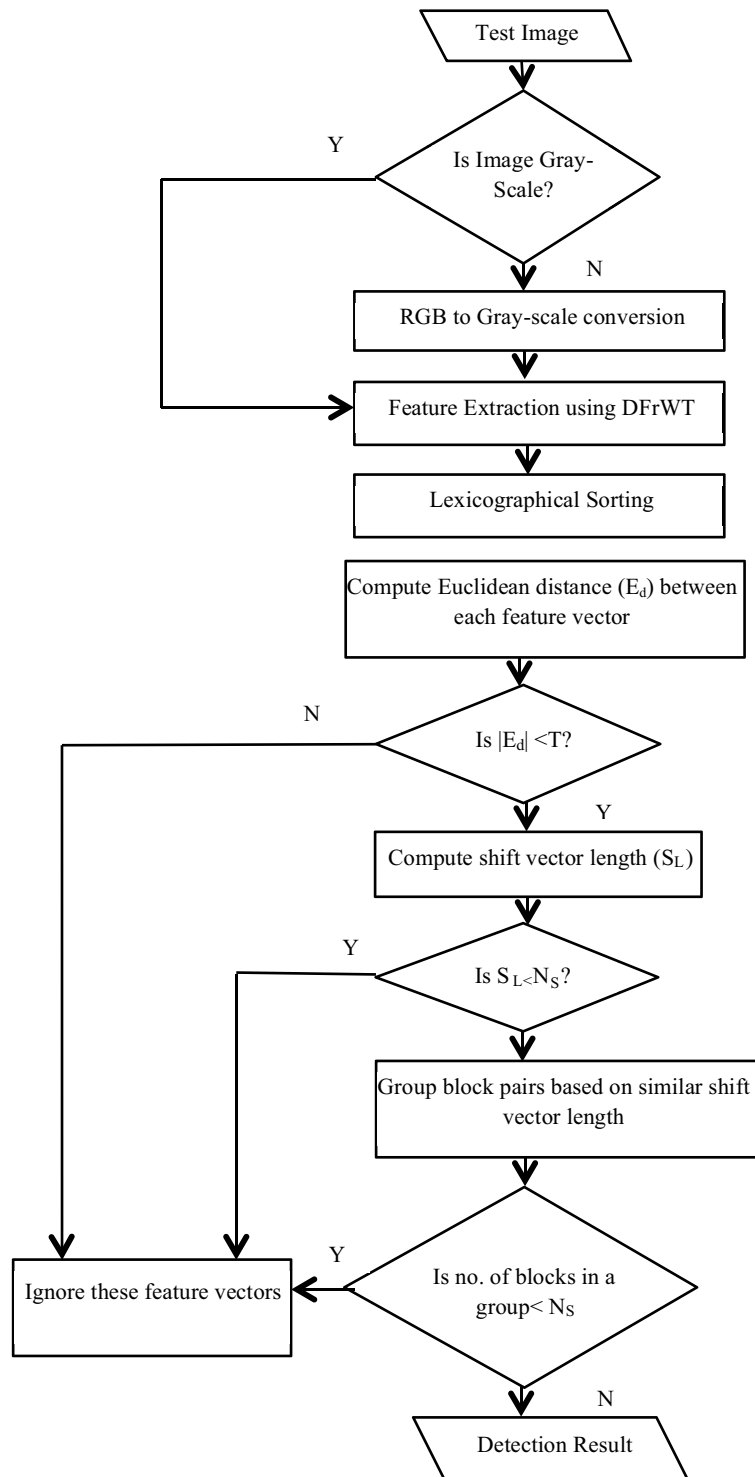 Test Image
Y
Is Image Gray-
Scale?
N
RGB to Gray-scale conversion
Feature Extraction using DFrWT
Lexicographical Sorting
Compute Euclidean distance (Ed) between
each feature vector
N
Is |Ed| <T?
Y
Compute shift vector length (SL)
Y
Is SL<NS?
Group block pairs based on similar shift
vector length
Y
Ignore these feature vectors
Is no. of blocks in a
group< NS
N
Detection Result